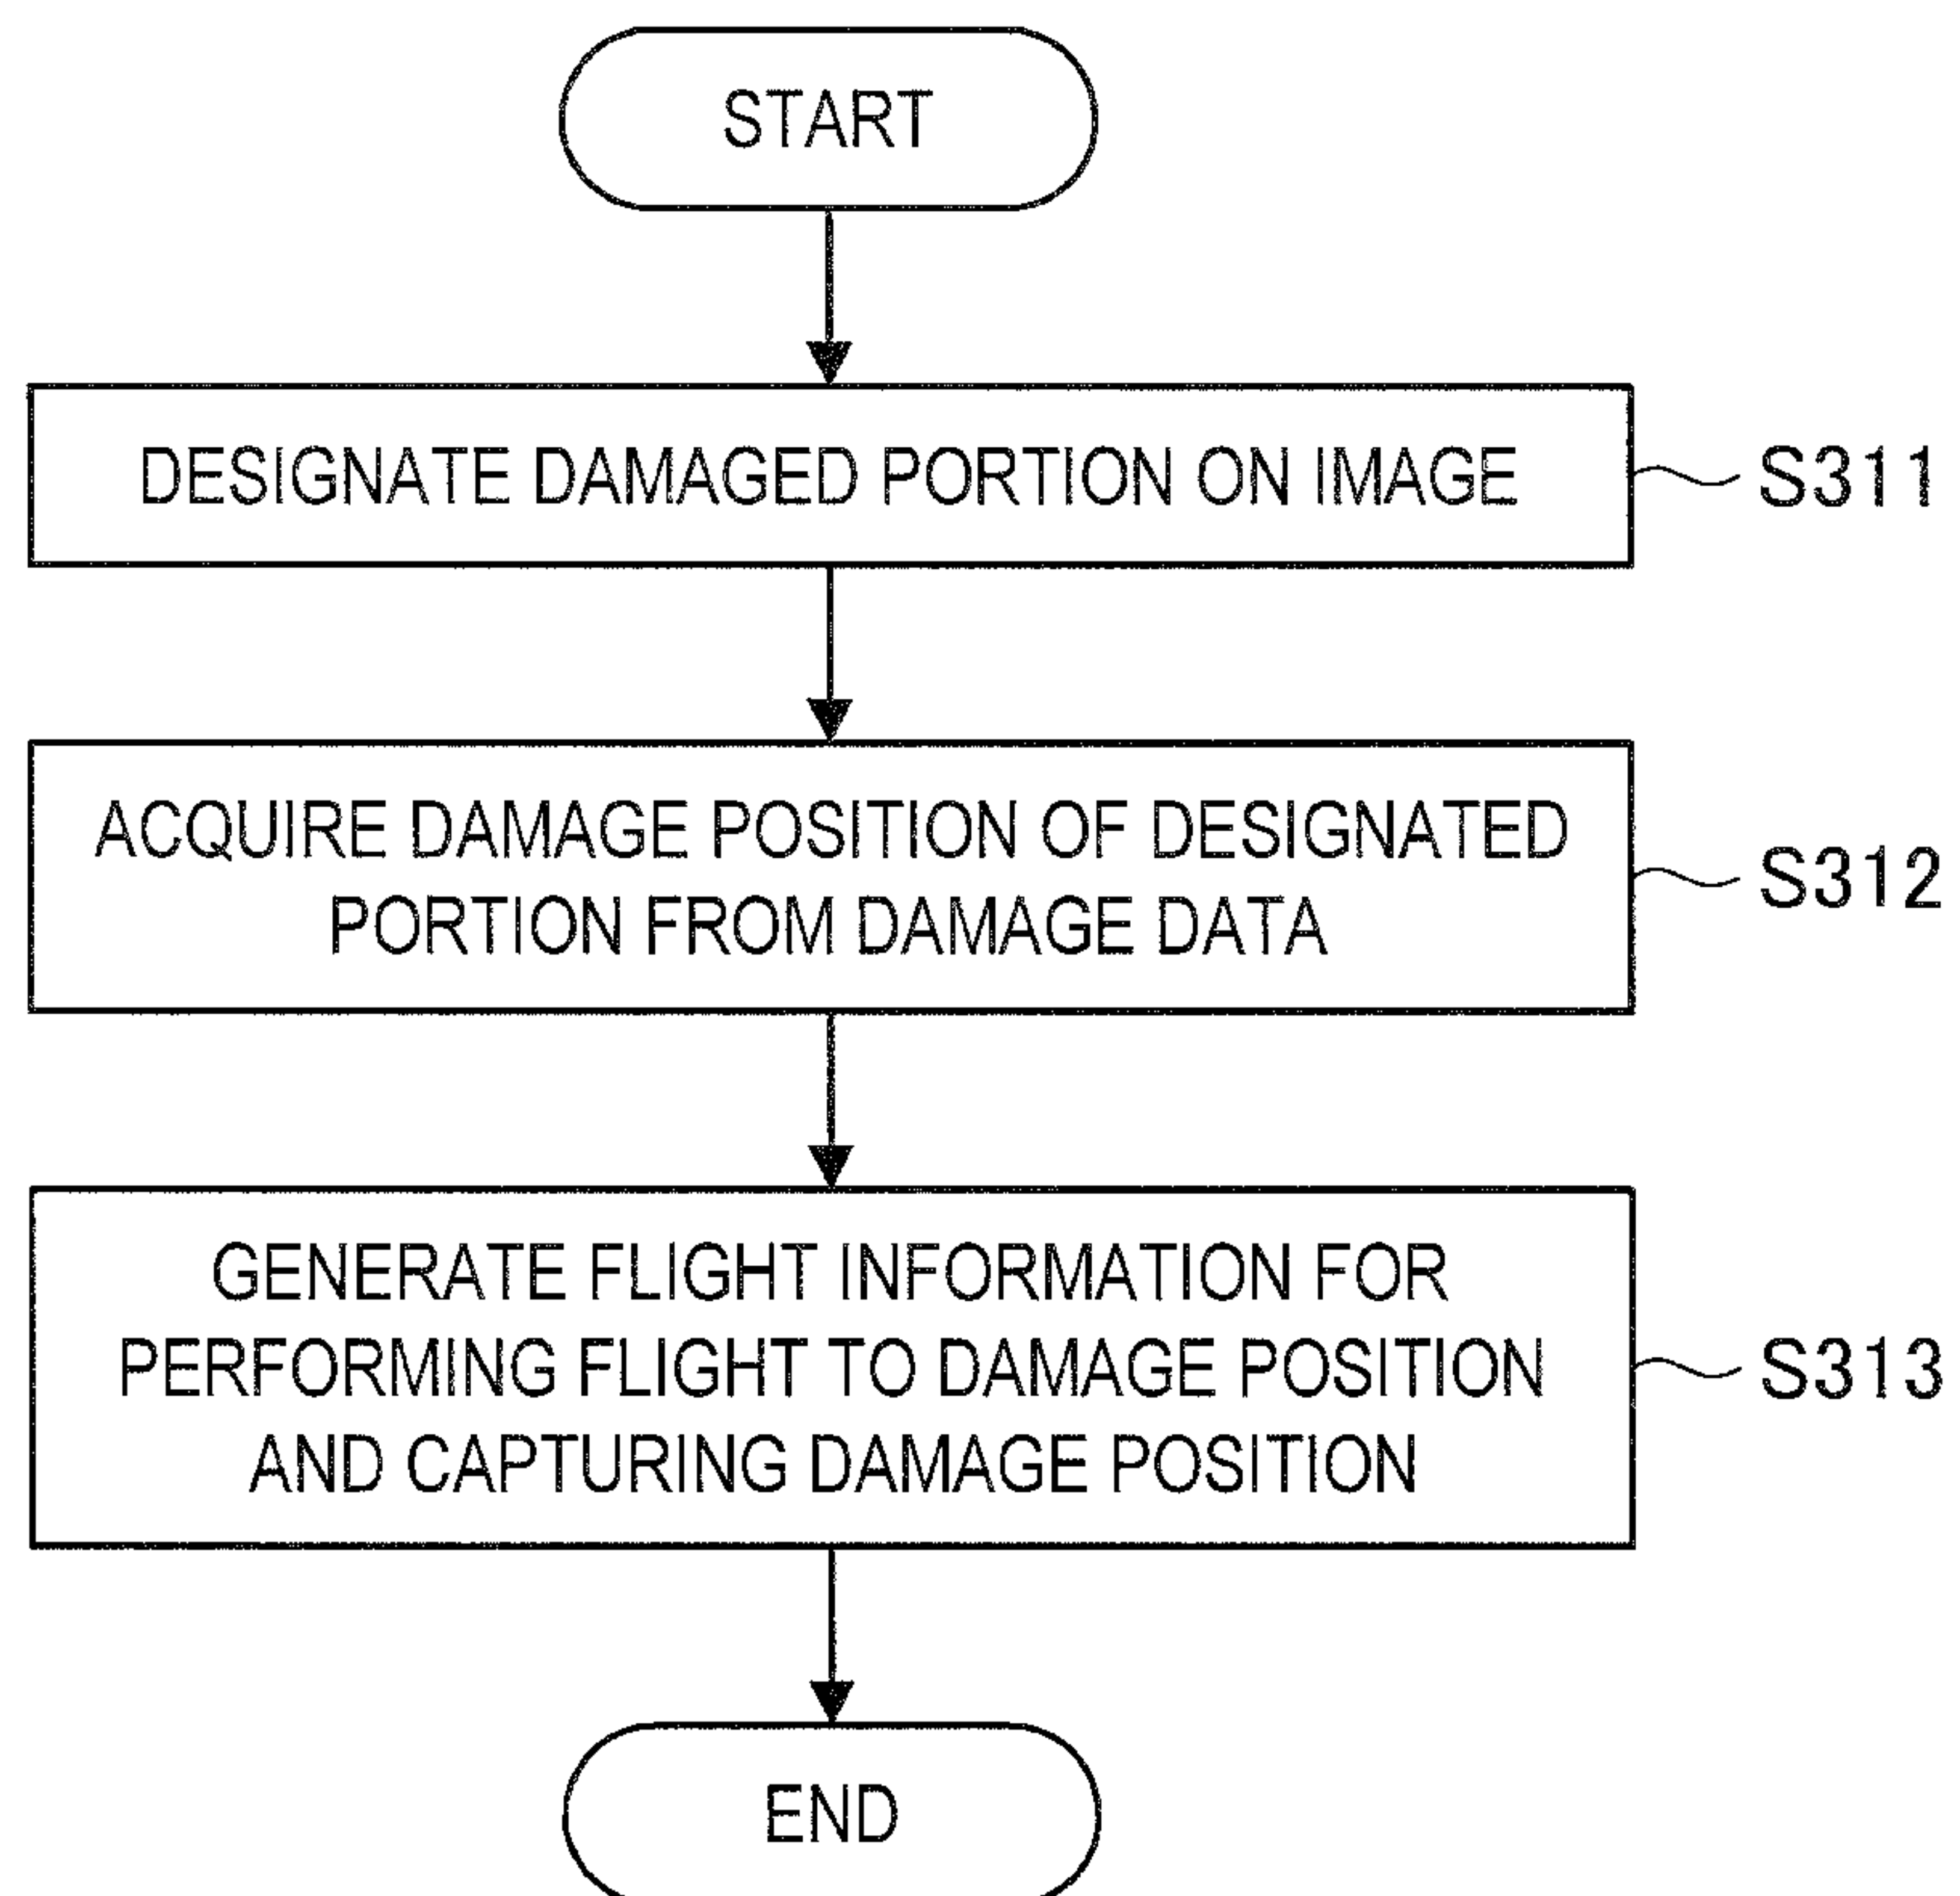 START
DESIGNATE DAMAGED PORTION ON IMAGE
S311
ACQUIRE DAMAGE POSITION OF DESIGNATED
PORTION FROM DAMAGE DATA
S312
GENERATE FLIGHT INFORMATION FOR
PERFORMING FLIGHT TO DAMAGE POSITION
AND CAPTURING DAMAGE POSITION
S313
END